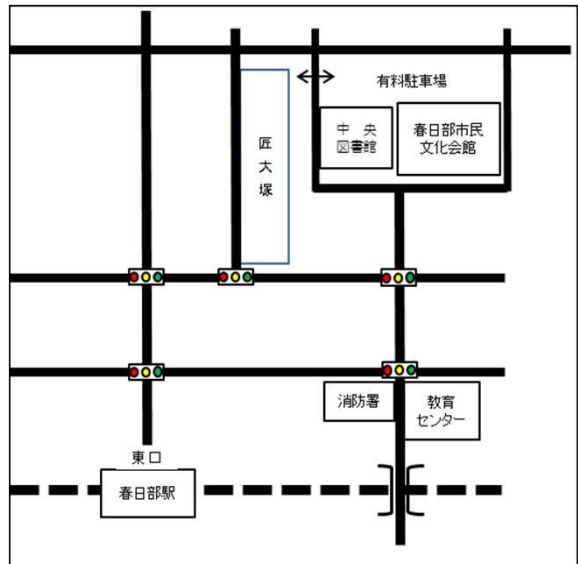 有料駐車場
中　央
図書館
春日部市民
文化会館
匠
大
塚
消防署
教育
センター
東口
春日部駅